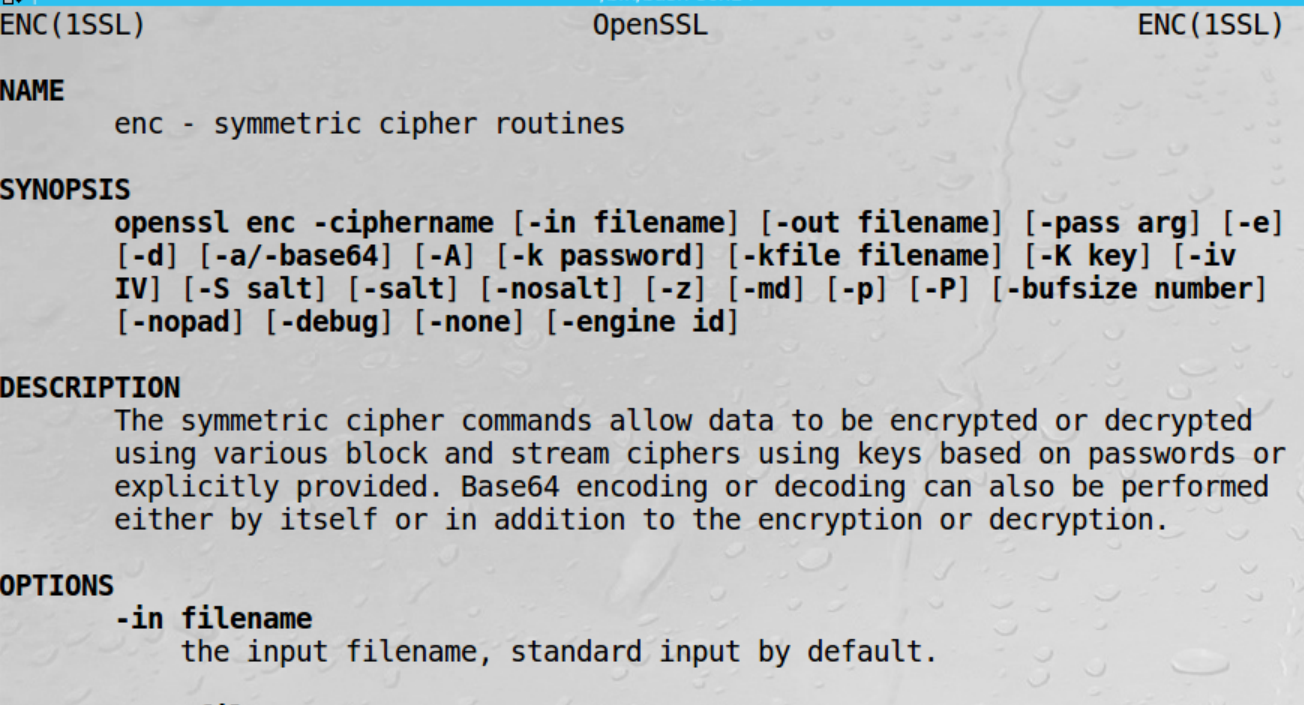 ENC(1SSL) OpenSSL ENC(1SSL)
NAME
enc - symmetric cipher routines
SYNOPSIS
openssl enc -ciphername [-in filename] [-out filename] [-pass arg] [-e]
[-d] [-a/-base64] [-A] [-k password] [-kfile filename] [-K key] [-iv
IV] [-S salt] [-salt] [-nosalt] [-z] [-md] [-p] [-P] [-bufsize number]
[-nopad] [-debug] [-none] [-engine id]
DESCRIPTION
The symmetric cipher commands allow data to be encrypted or decrypted
using various block and stream ciphers using keys based on passwords or
explicitly provided. Base64 encoding or decoding can also be performed
either by itself or in addition to the encryption or decryption.
OPTIONS
-in filename
the input filename, standard input by default.